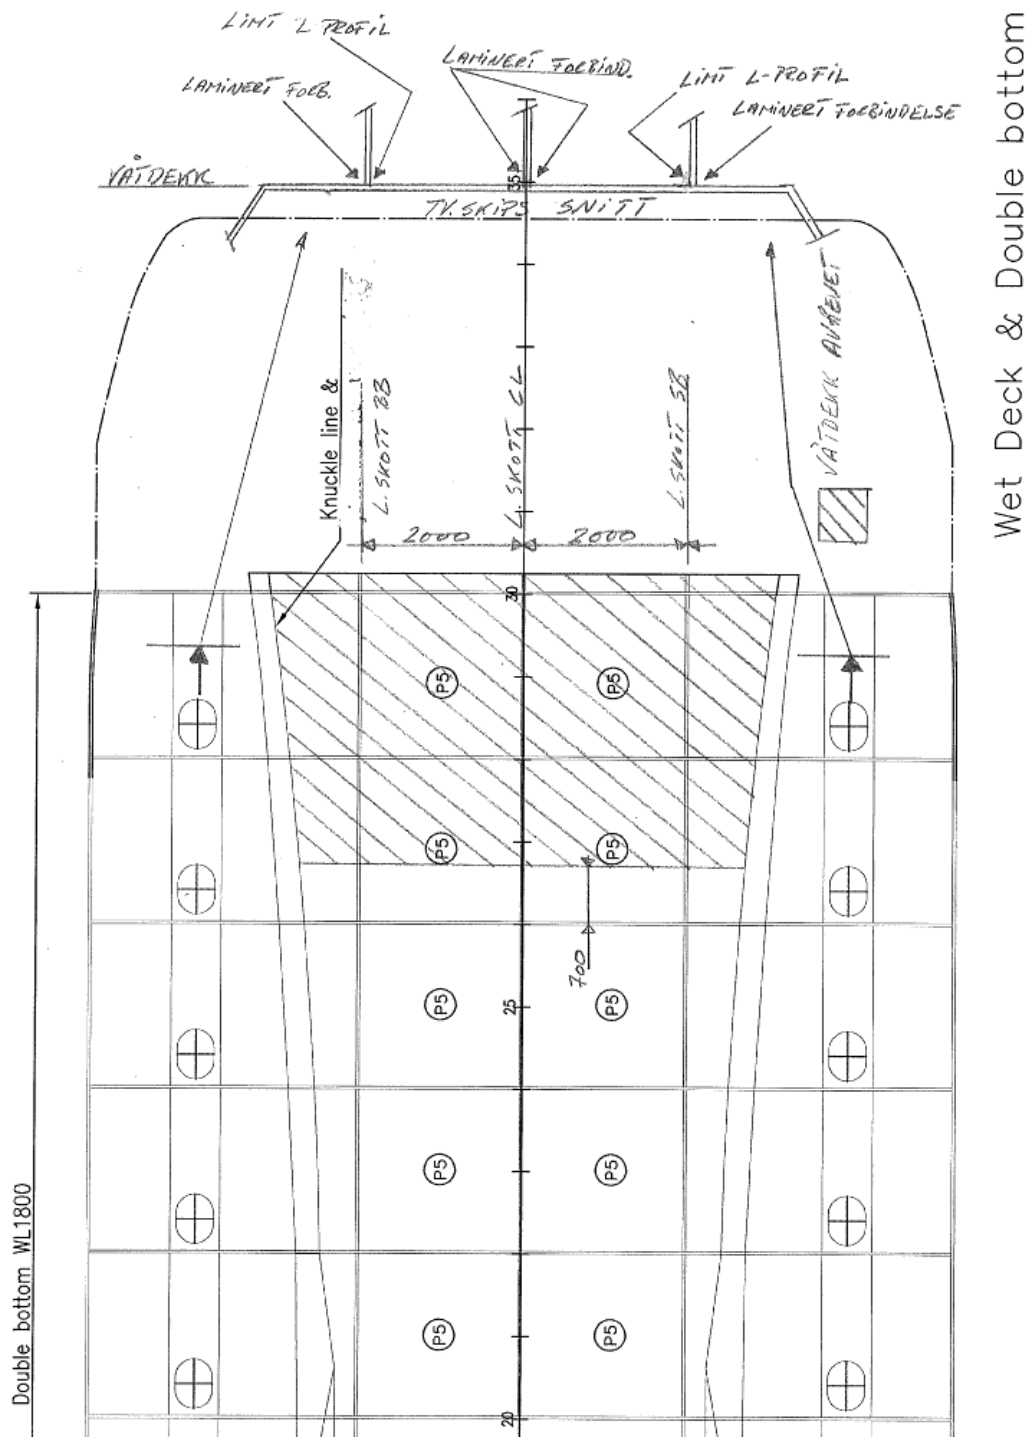 LIMT L PROFIL
LAMINERT FORB.
LAMINERT FORBIND.
LIMT L-PROFIL
LAMINERT FORBINDELSE
VÅTDEKK
35
TV. SKIPS SNITT
Wet Deck & Double bottom
Knuckle line &
L. SKOTT BB
L. SKOTT CL
L. SKOTT SB
VÅTDEKK AVREVET
2000
2000
30
P5
P5
P5
P5
700
25
P5
P5
P5
P5
Double bottom WL1800
P5
P5
20